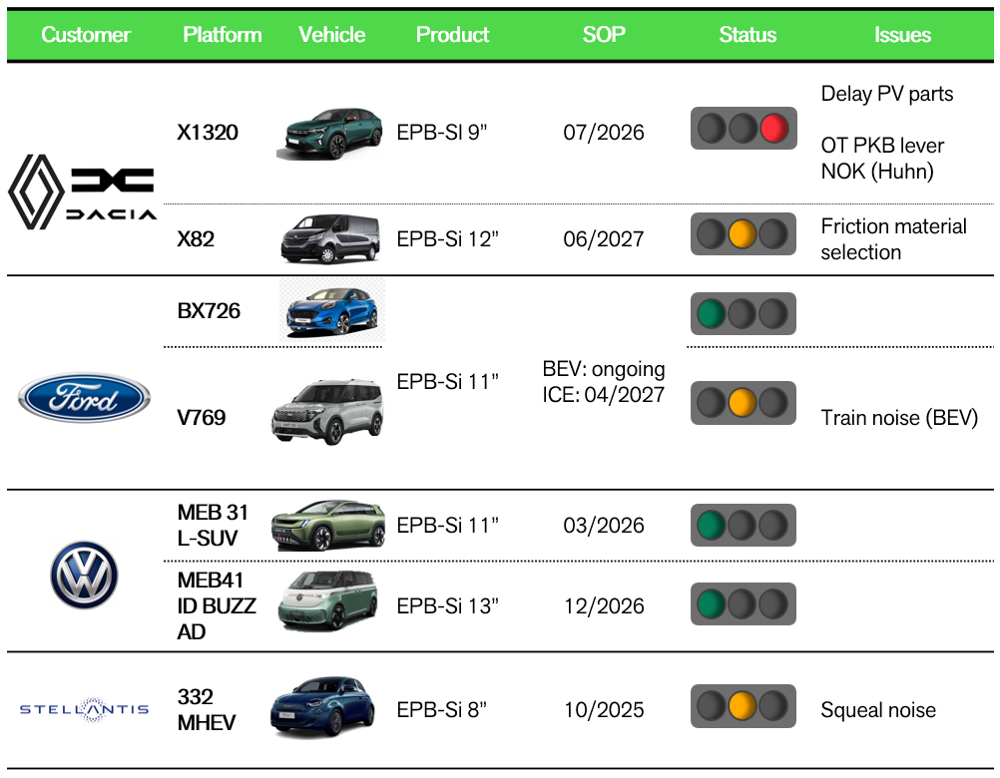 Customer Platform Vehicle Product SOP Status Issues
X1320 EPB-SI 9” 07/2026
Delay PV parts
OT PKB lever
NOK (Huhn)
DACIA
X82 EPB-Si 12” 06/2027
Friction material
selection
BX726
Ford
V769
EPB-Si 11”
BEV: ongoing
ICE: 04/2027
Train noise (BEV)
MEB 31
L-SUV
EPB-Si 11” 03/2026
MEB41
ID BUZZ
AD
EPB-Si 13” 12/2026
STELLANTIS
332
MHEV
EPB-Si 8” 10/2025
Squeal noise